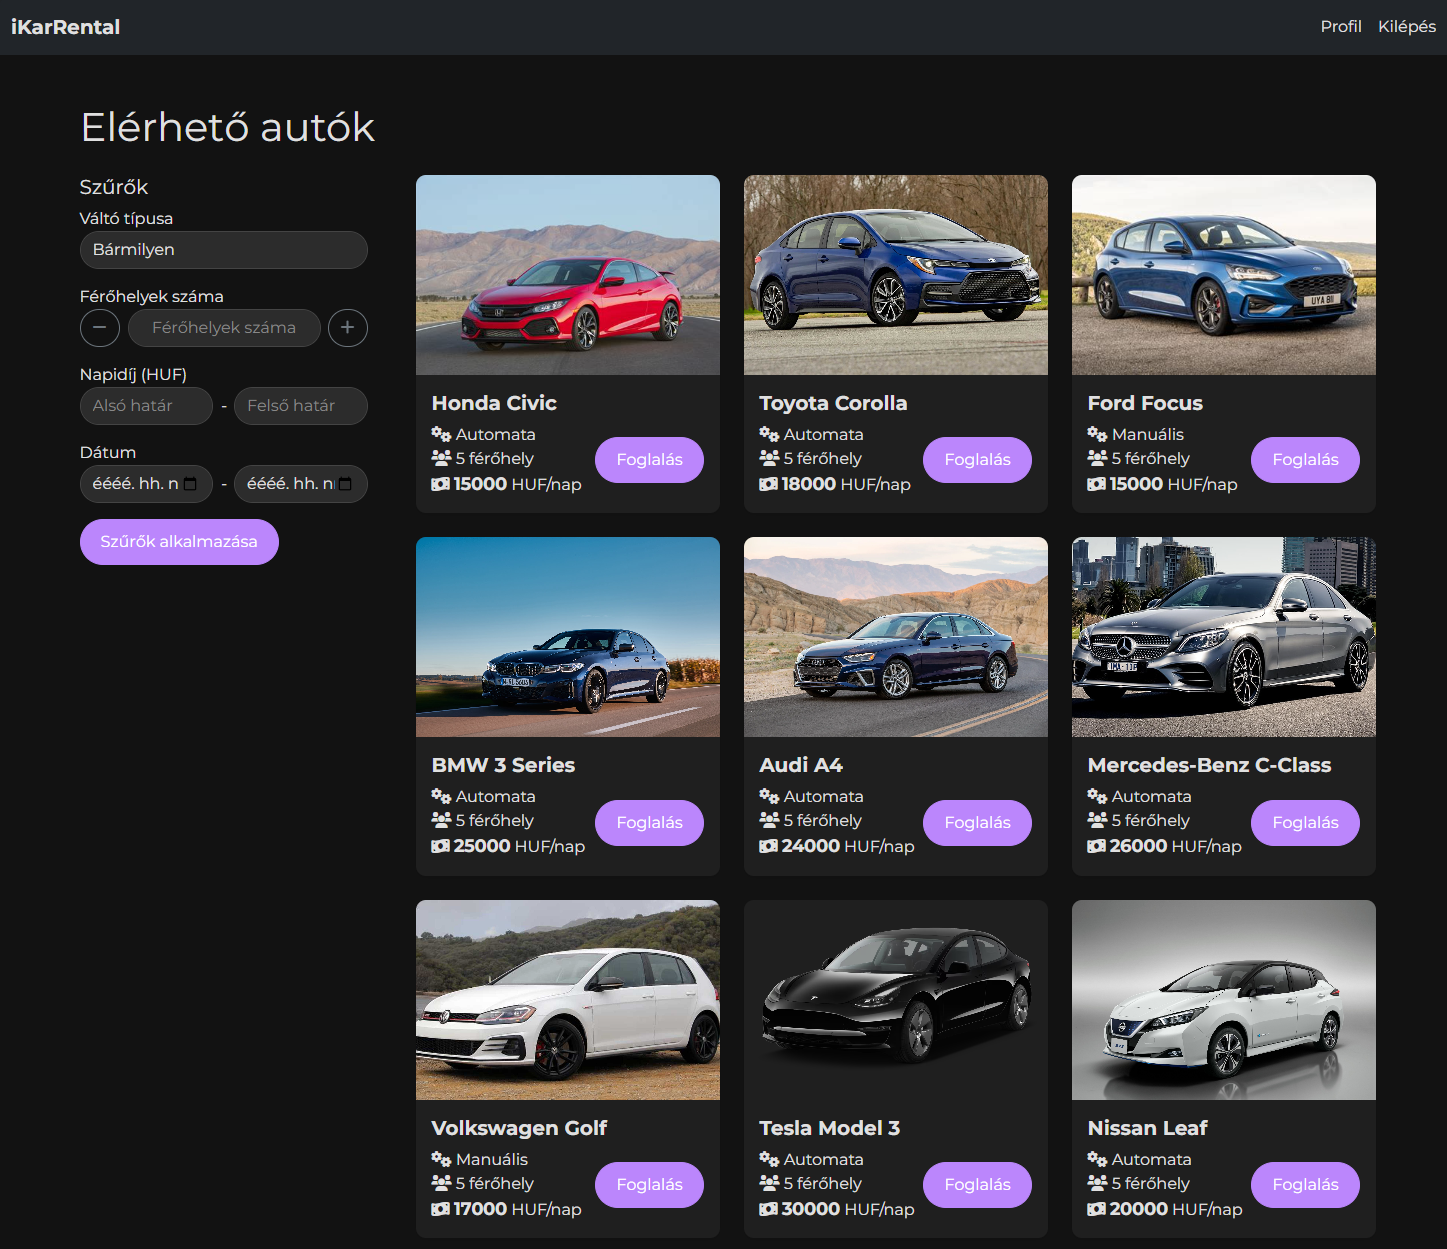 iKarRental
Profil Kilépés
Elérhető autók
Szűrők
Váltó típusa
Bármilyen
Férőhelyek száma
Férőhelyek száma
Napidíj (HUF)
Alsó határ - Felső határ
Dátum
éééé. hh. n - éééé. hh. n
Szűrők alkalmazása
Honda Civic
Automata
5 férőhely
15000 HUF/nap
Foglalás
Toyota Corolla
Automata
5 férőhely
18000 HUF/nap
Foglalás
UYA 811
Ford Focus
Manuális
5 férőhely
15000 HUF/nap
Foglalás
BMW 3 Series
Automata
5 férőhely
25000 HUF/nap
Foglalás
Audi A4
Automata
5 férőhely
24000 HUF/nap
Foglalás
Mercedes-Benz C-Class
Automata
5 férőhely
26000 HUF/nap
Foglalás
Volkswagen Golf
Manuális
5 férőhely
17000 HUF/nap
Foglalás
Tesla Model 3
Automata
5 férőhely
30000 HUF/nap
Foglalás
Nissan Leaf
Automata
5 férőhely
20000 HUF/nap
Foglalás